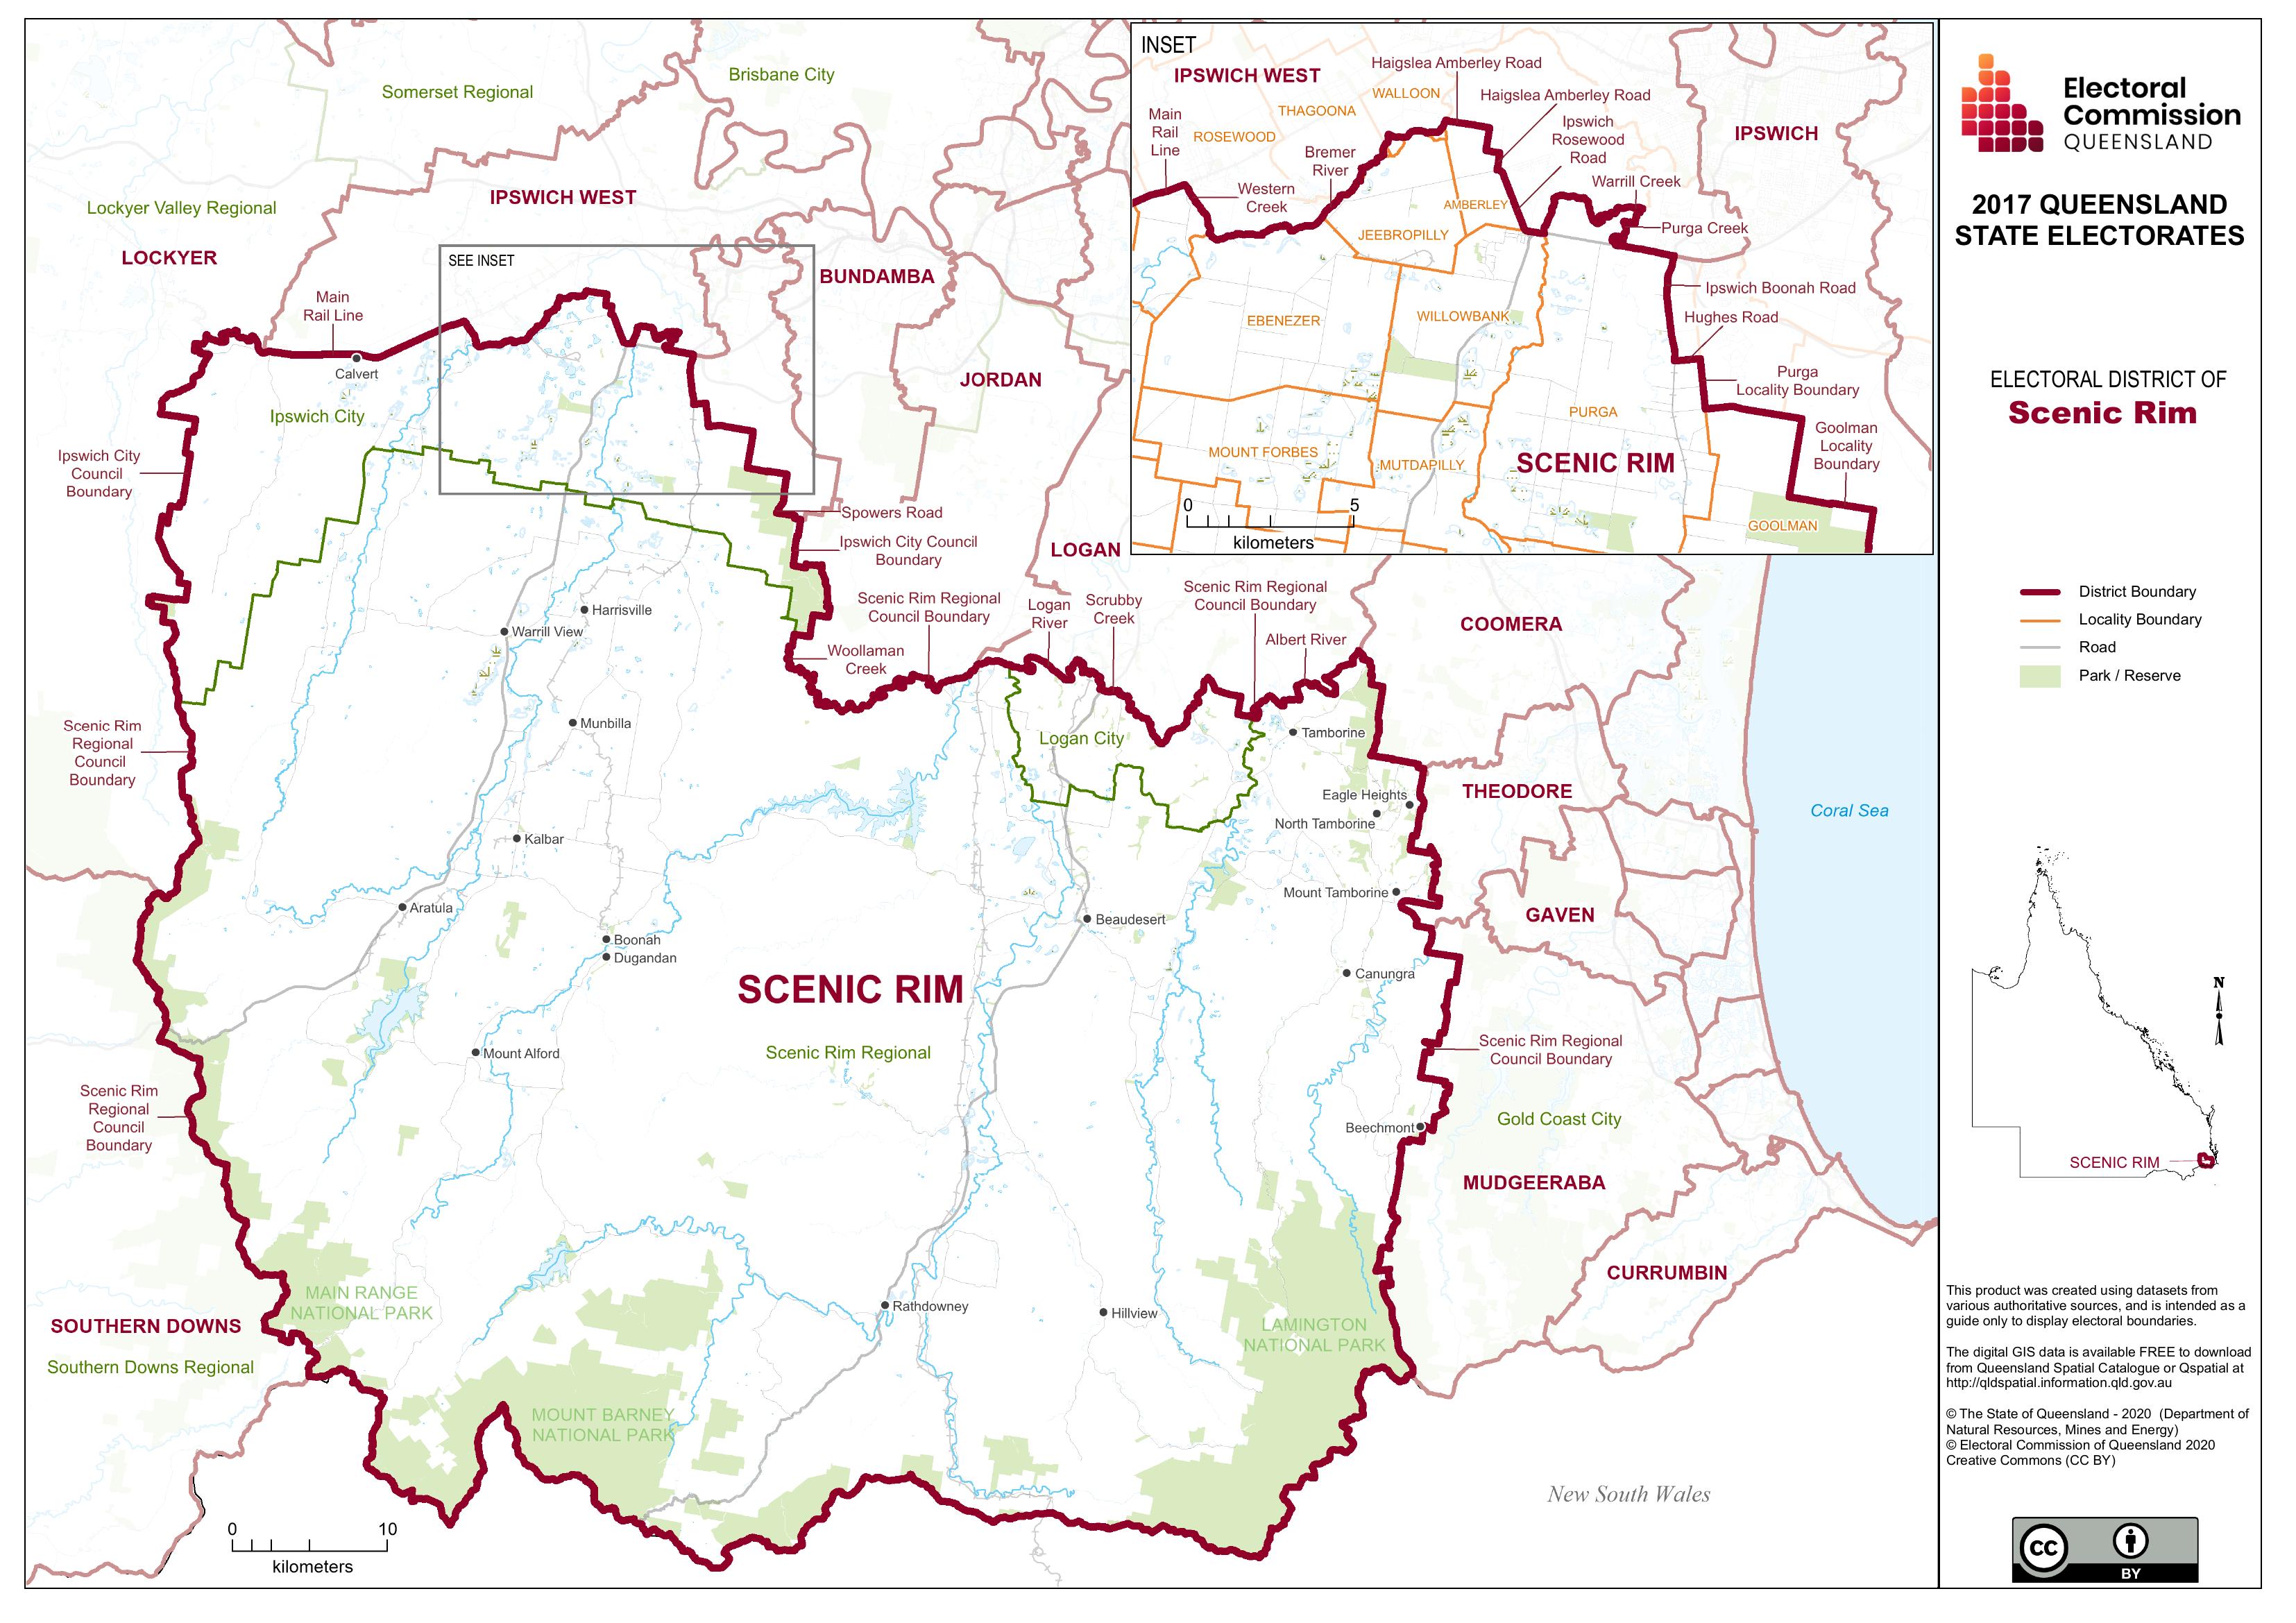 Somerset Regional
Brisbane City
Lockyer Valley Regional
LOCKYER
IPSWICH WEST
SEE INSET
BUNDAMBA
JORDAN
Main
Rail Line
Calvert
Ipswich City
Ipswich City
Council
Boundary
Spowers Road
Ipswich City Council
Boundary
LOGAN
Scenic Rim Regional
Council Boundary
Logan
River
Scrubby
Creek
Scenic Rim Regional
Council Boundary
Albert River
COOMERA
Woollaman
Creek
Harrisville
Warrill View
Munbilla
Scenic Rim
Regional
Council
Boundary
Logan City
Tamborine
Eagle Heights
North Tamborine
THEODORE
Coral Sea
Kalbar
Aratula
Mount Tamborine
GAVEN
Beaudesert
Boonah
Dugandan
Canungra
SCENIC RIM
Scenic Rim Regional
Mount Alford
Scenic Rim Regional
Council Boundary
Scenic Rim
Regional
Council
Boundary
Gold Coast City
Beechmont
MUDGEERABA
CURRUMBIN
MAIN RANGE
NATIONAL PARK
Rathdowney
Hillview
LAMINGTON
NATIONAL PARK
SOUTHERN DOWNS
Southern Downs Regional
MOUNT BARNEY
NATIONAL PARK
New South Wales
0 10
kilometers
INSET
IPSWICH WEST
Haigslea Amberley Road
WALLOON
Haigslea Amberley Road
THAGOONA
Main
Rail
Line
ROSEWOOD
Ipswich
Rosewood
Road
IPSWICH
Bremer
River
Western
Creek
Warrill Creek
AMBERLEY
Purga Creek
JEEBROPILLY
Ipswich Boonah Road
EBENEZER
WILLOWBANK
Hughes Road
Purga
Locality Boundary
PURGA
Goolman
Locality
Boundary
MOUNT FORBES
MUTDAPILLY
SCENIC RIM
GOOLMAN
0 5
kilometers
Electoral
Commission
QUEENSLAND
2017 QUEENSLAND
STATE ELECTORATES
ELECTORAL DISTRICT OF
Scenic Rim
District Boundary
Locality Boundary
Road
Park / Reserve
N
SCENIC RIM
This product was created using datasets from
various authoritative sources, and is intended as a
guide only to display electoral boundaries.
The digital GIS data is available FREE to download
from Queensland Spatial Catalogue or Qspatial at
http://qldspatial.information.qld.gov.au
© The State of Queensland - 2020 (Department of
Natural Resources, Mines and Energy)
© Electoral Commission of Queensland 2020
Creative Commons (CC BY)
CC
BY